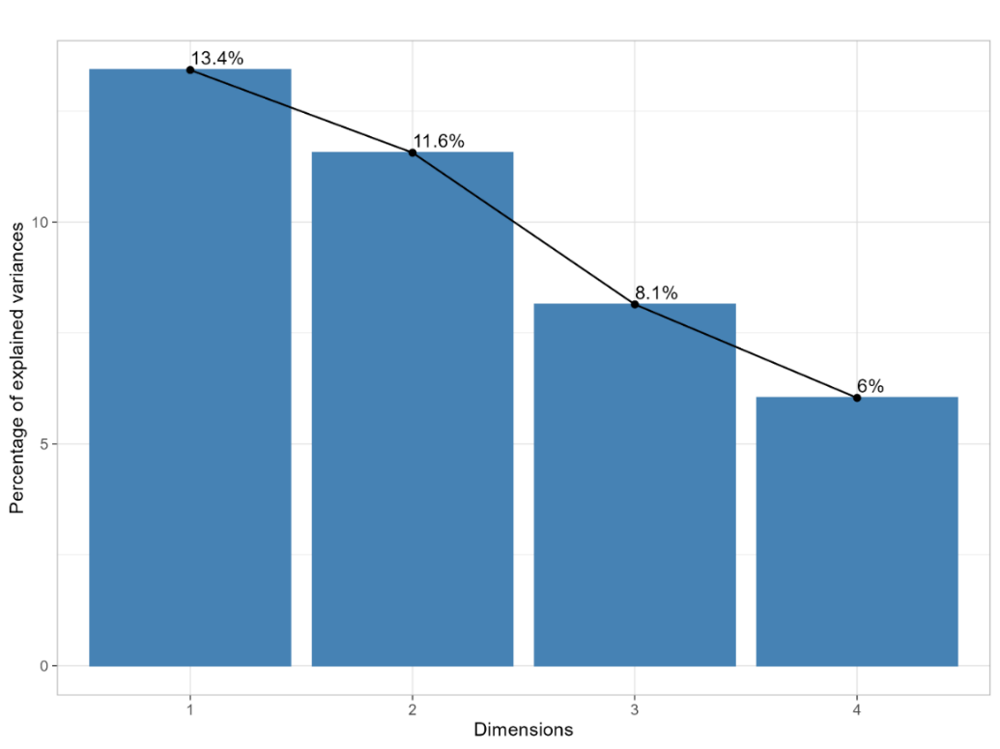 13.4%
11.6%
8.1%
6%
10
5
0
Percentage of explained variances
1 2 3 4
Dimensions